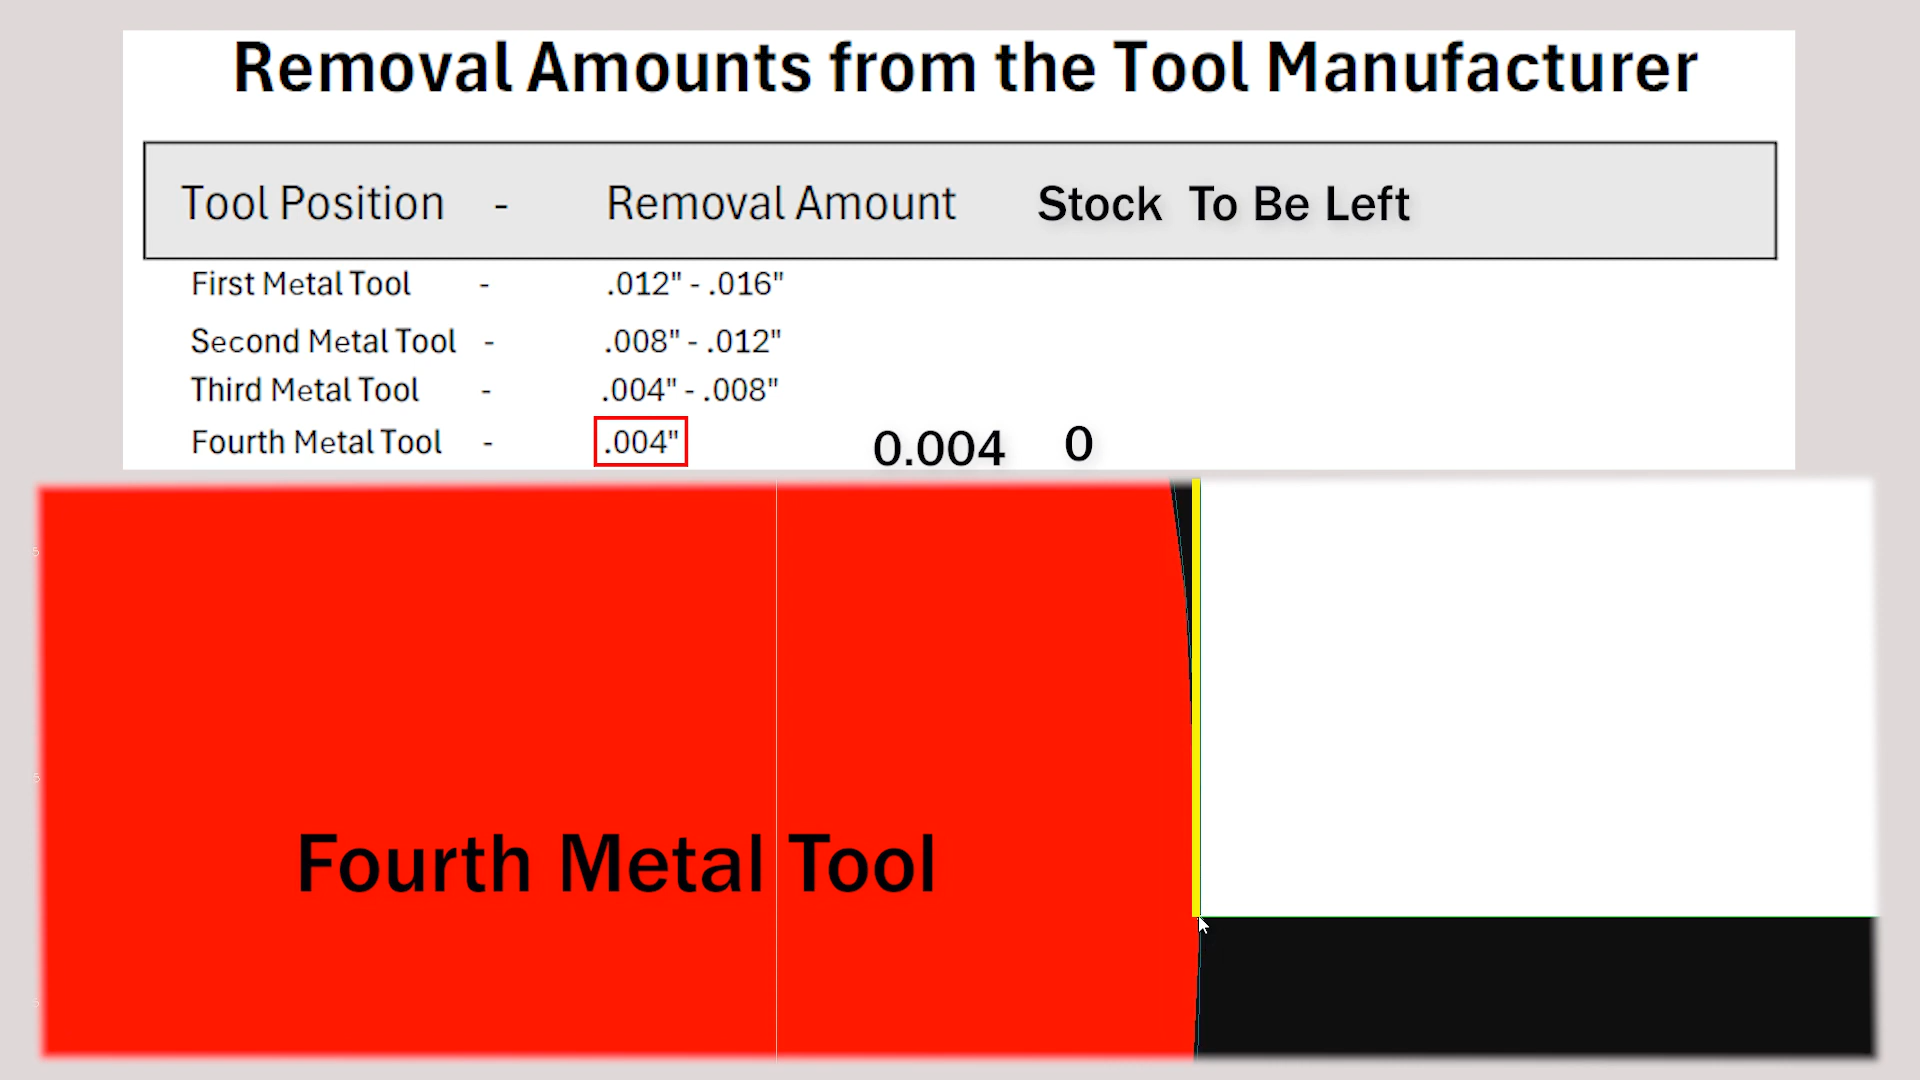 Removal Amounts from the Tool Manufacturer
Tool Position - Removal Amount Stock To Be Left
First Metal Tool - .012" - .016"
Second Metal Tool - .008" - .012"
Third Metal Tool - .004" - .008"
Fourth Metal Tool - .004" 0.004 0
Fourth Metal Tool